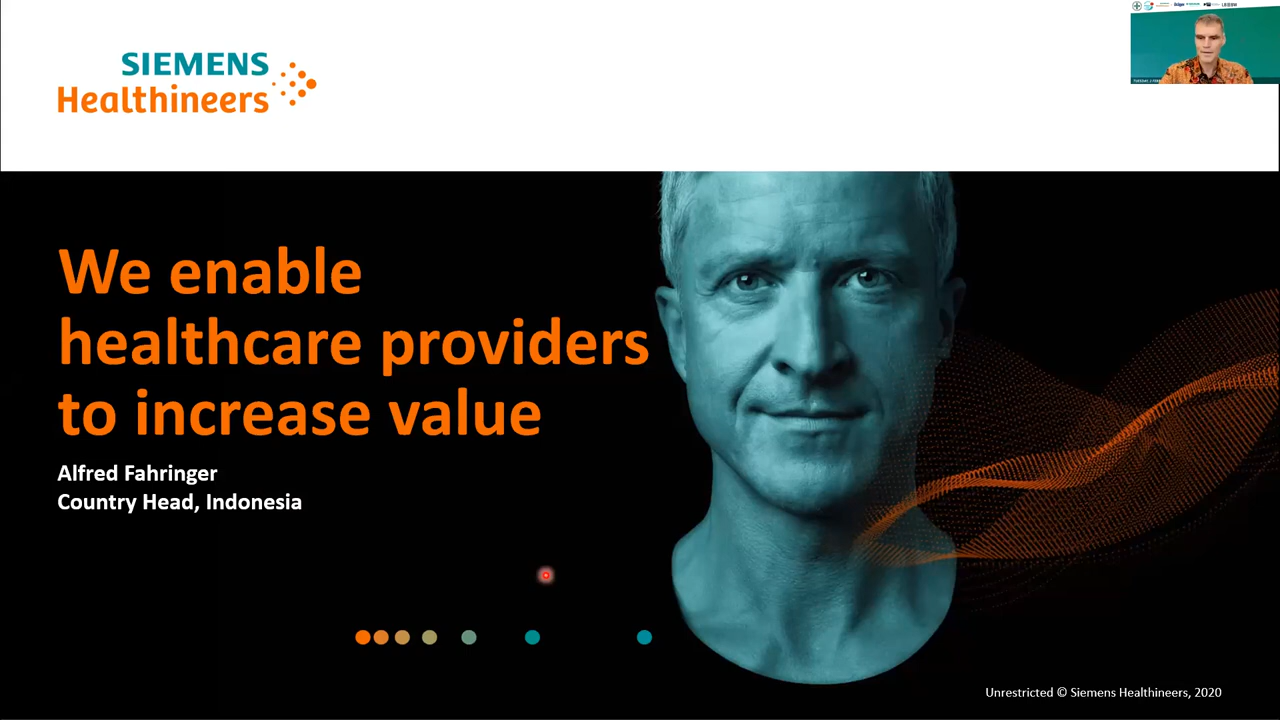 SIEMENS
Healthineers
We enable
healthcare providers
to increase value
Alfred Fahringer
Country Head, Indonesia
Unrestricted © Siemens Healthineers, 2020